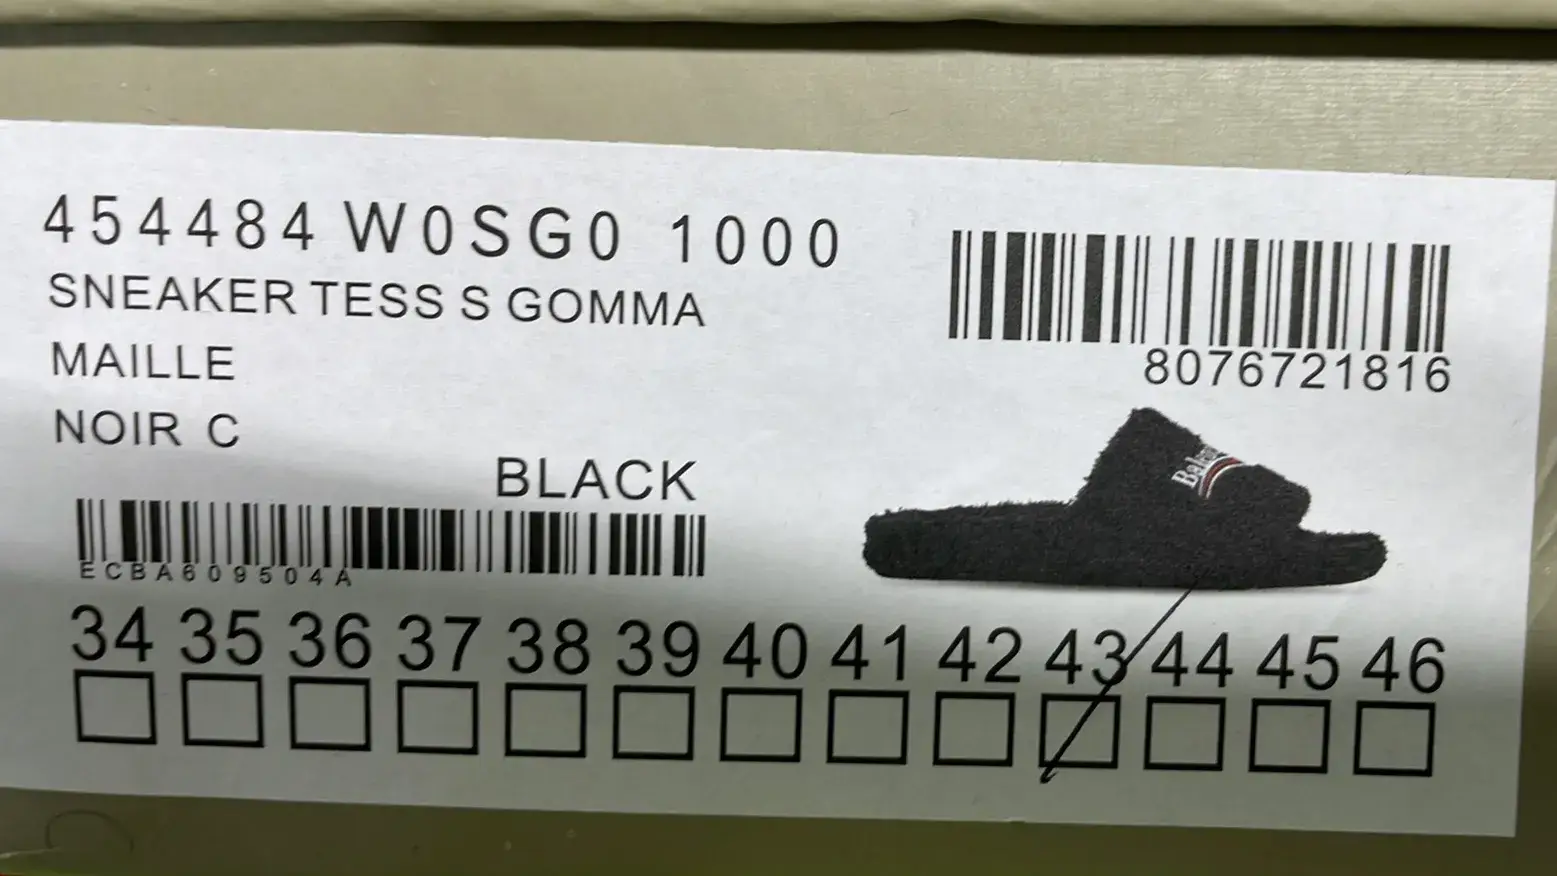 454484 W0SG0 1000
SNEAKER TESS S GOMMA
MAILLE
NOIR C
BLACK
ECBA609504A
8076721816
34 35 36 37 38 39 40 41 42 43 44 45 46